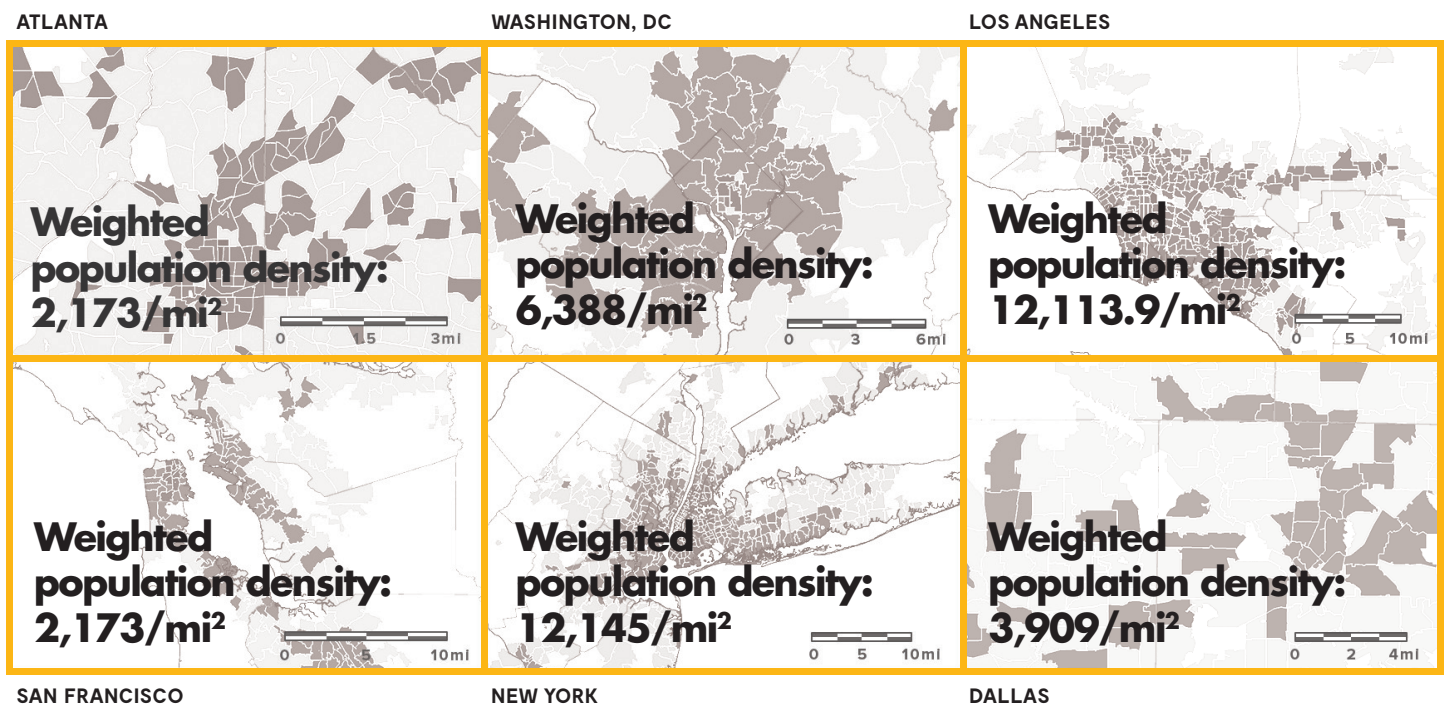 ATLANTA
WASHINGTON, DC
LOS ANGELES
Weighted
population density:
2,173/mi²
0 1.5 3mi
Weighted
population density:
6,388/mi²
0 3 6mi
Weighted
population density:
12,113.9/mi²
0 5 10mi
Weighted
population density:
2,173/mi²
0 5 10mi
Weighted
population density:
12,145/mi²
0 5 10mi
Weighted
population density:
3,909/mi²
0 2 4mi
SAN FRANCISCO
NEW YORK
DALLAS